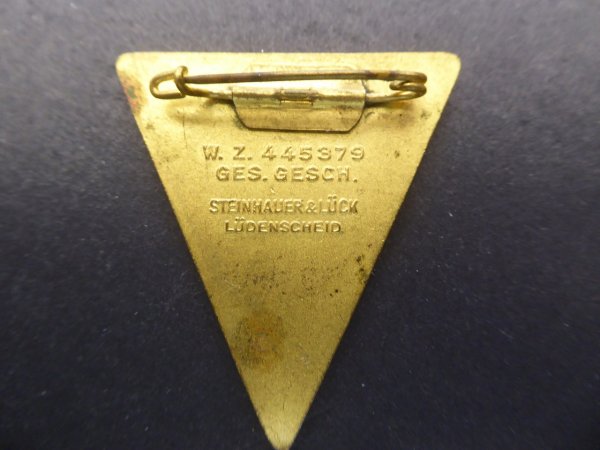 W. Z. 445379
GES. GESCH.
STEINHAUER & LÜCK
LÜDENSCHEID